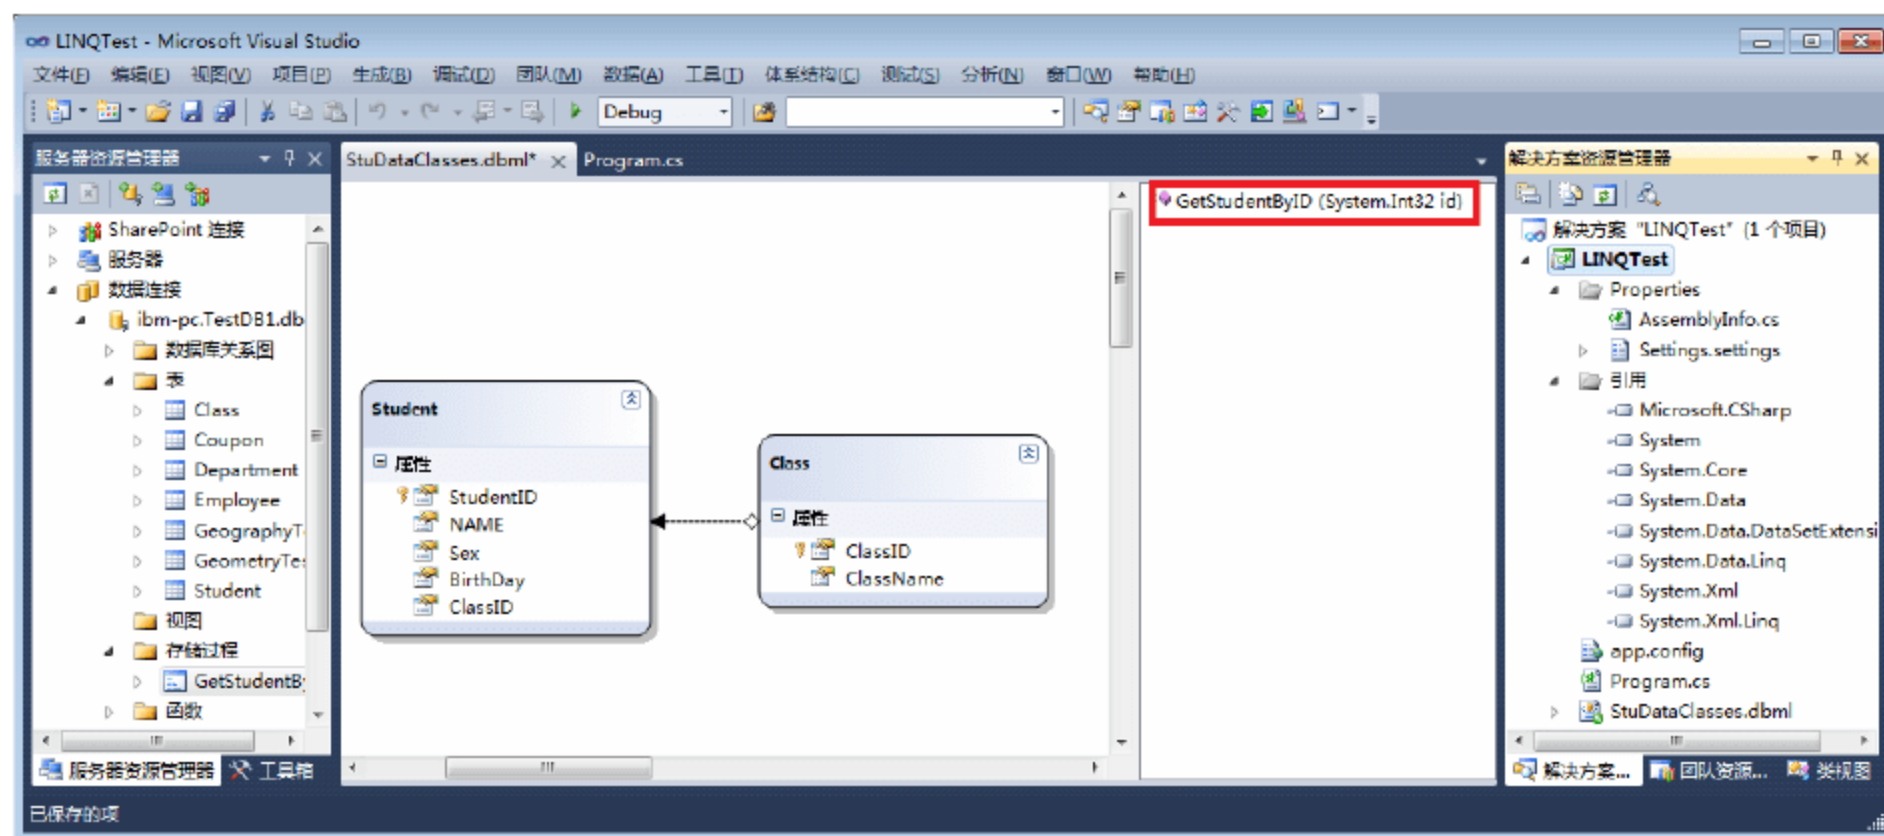 LINQTest - Microsoft Visual Studio
文件(F) 编辑(E) 视图(V) 项目(P) 生成(B) 调试(D) 团队(M) 数据(A) 工具(T) 体系结构(C) 测试(S) 分析(N) 窗口(W) 帮助(H)
Debug
服务器资源管理器
SharePoint 连接
服务器
数据连接
ibm-pc.TestDB1.db
数据库关系图
表
Class
Coupon
Department
Employee
GeographyT
GeometryTe
Student
视图
存储过程
GetStudentB
函数
服务器资源管理器 工具箱
StuDataClasses.dbml* Program.cs
Student
属性
StudentID
NAME
Sex
BirthDay
ClassID
Class
属性
ClassID
ClassName
GetStudentByID (System.Int32 id)
解决方案资源管理器
解决方案 "LINQTest" (1 个项目)
LINQTest
Properties
AssemblyInfo.cs
Settings.settings
引用
Microsoft.CSharp
System
System.Core
System.Data
System.Data.DataSetExtensi
System.Data.Linq
System.Xml
System.Xml.Linq
app.config
Program.cs
StuDataClasses.dbml
解决方案... 团队资源... 类视图
已保存的项